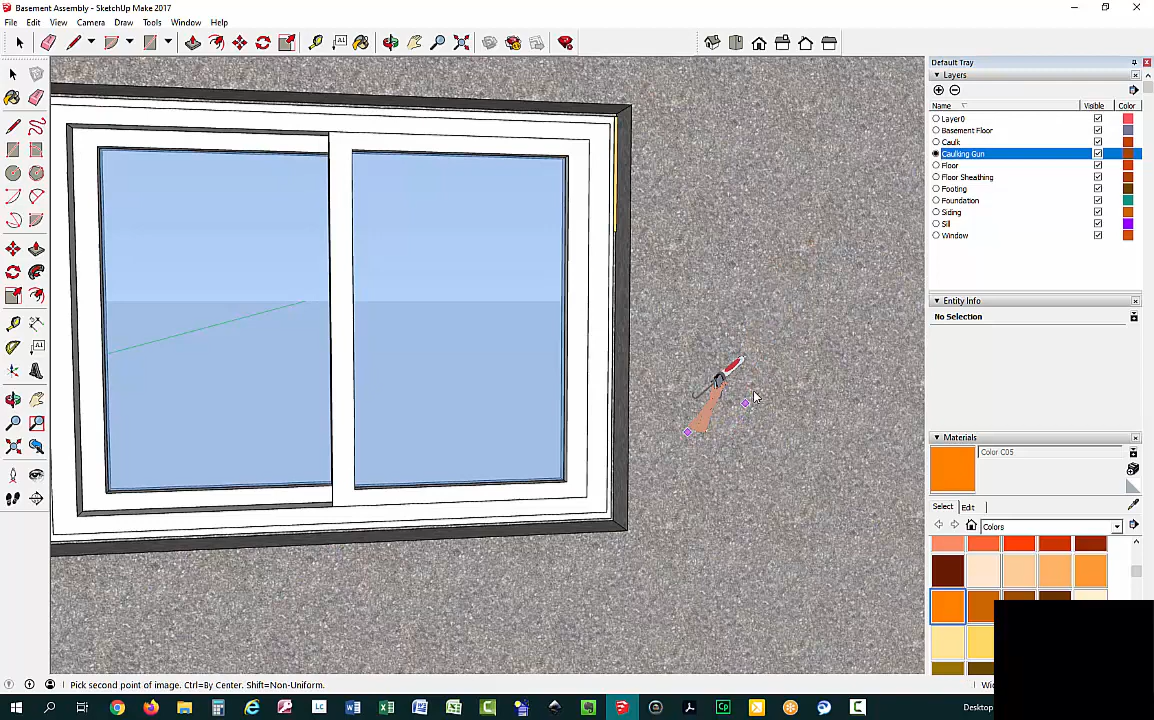 Basement Assembly - SketchUp Make 2017
File Edit View Camera Draw Tools Window Help
Default Tray
Layers
Name Visible Color
Layer0
Basement Floor
Caulk
Caulking Gun
Floor
Floor Sheathing
Footing
Foundation
Siding
Sill
Window
Entity Info
No Selection
Materials
Color C05
Select Edit
Colors
Pick second point of image. Ctrl=By Center. Shift=Non-Uniform.
Desktop